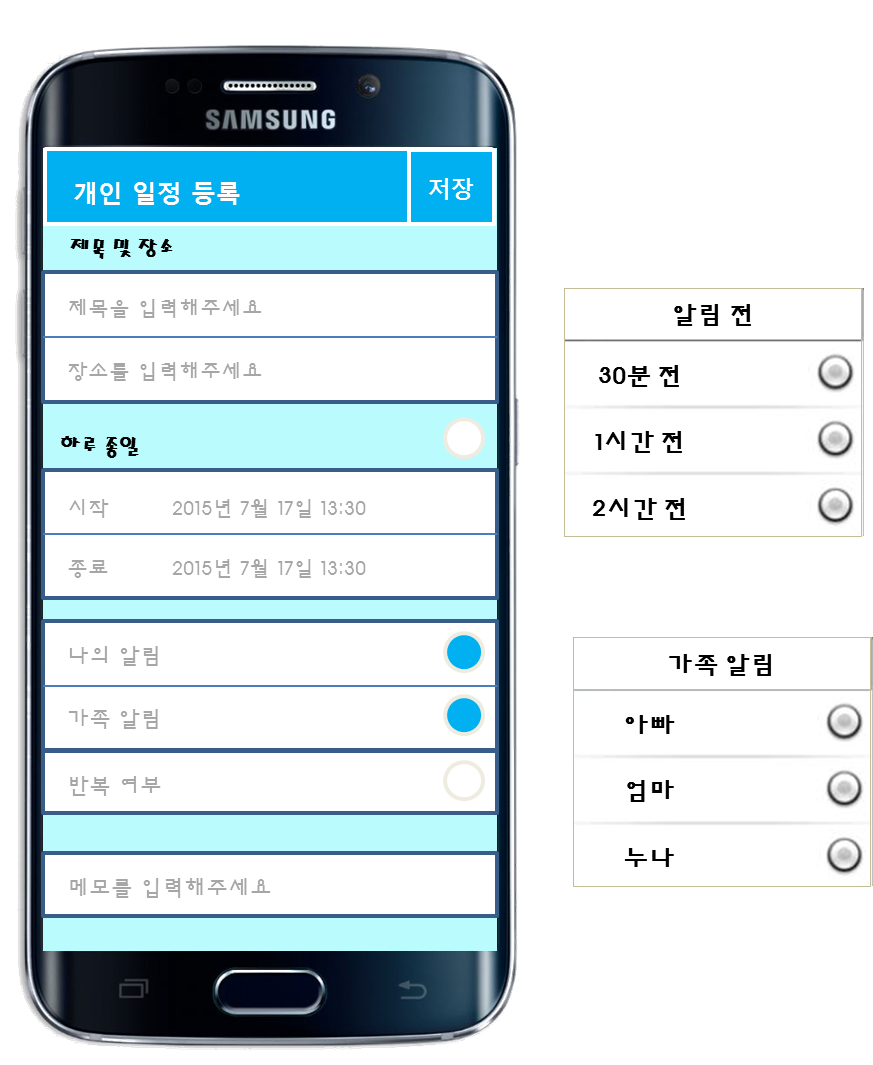 SAMSUNG
개인 일정 등록
저장
제목 및 장소
제목을 입력해주세요
장소를 입력해주세요
하루 종일
시작 2015년 7월 17일 13:30
종료 2015년 7월 17일 13:30
나의 알림
가족 알림
반복 여부
메모를 입력해주세요
알림 전
30분 전
1시간 전
2시간 전
가족 알림
아빠
엄마
누나